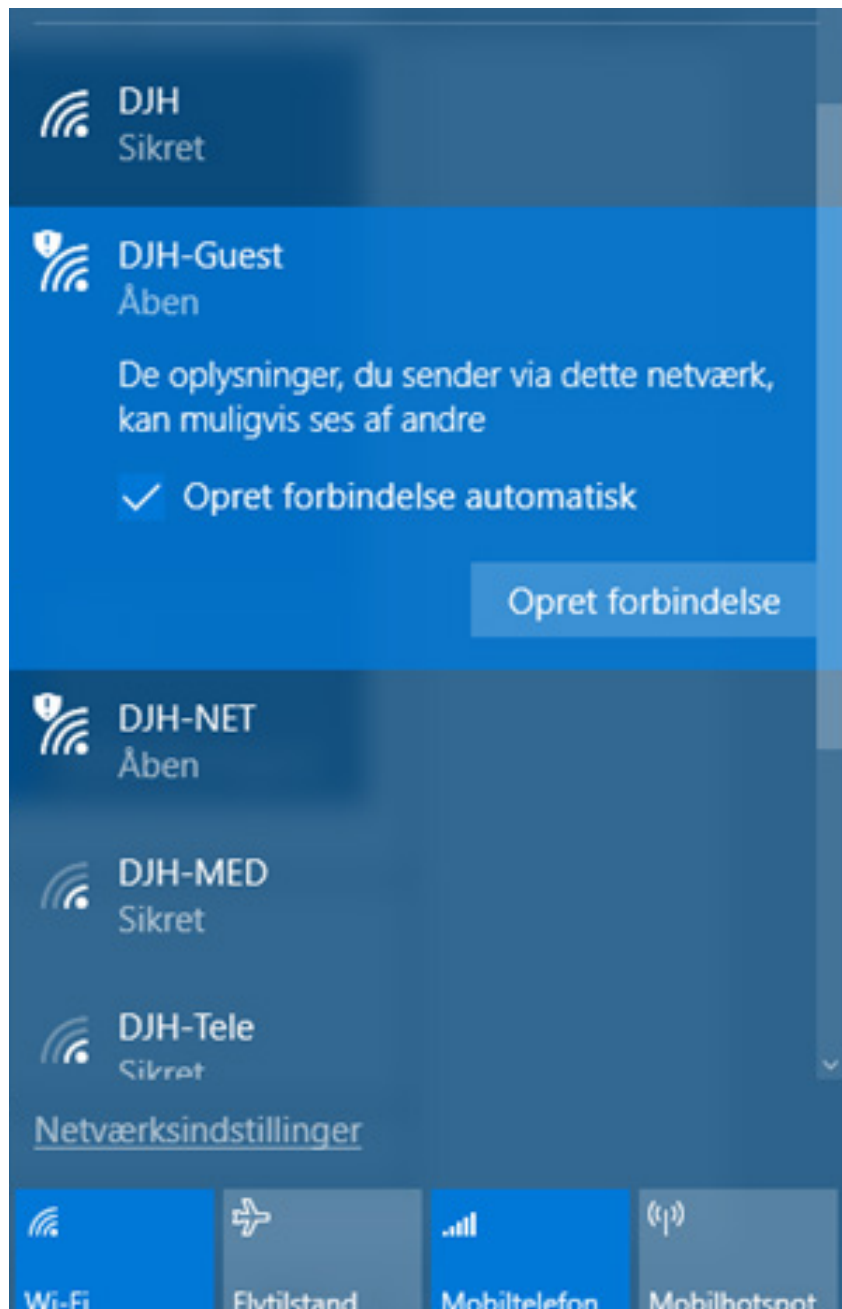 DJH
Sikret
DJH-Guest
Åben
De oplysninger, du sender via dette netværk,
kan muligvis ses af andre
Opret forbindelse automatisk
Opret forbindelse
DJH-NET
Åben
DJH-MED
Sikret
DJH-Tele
Sikret
Netværksindstillinger
Wi-Fi
Flytilstand
Mobiltelefon
Mobilhotspot